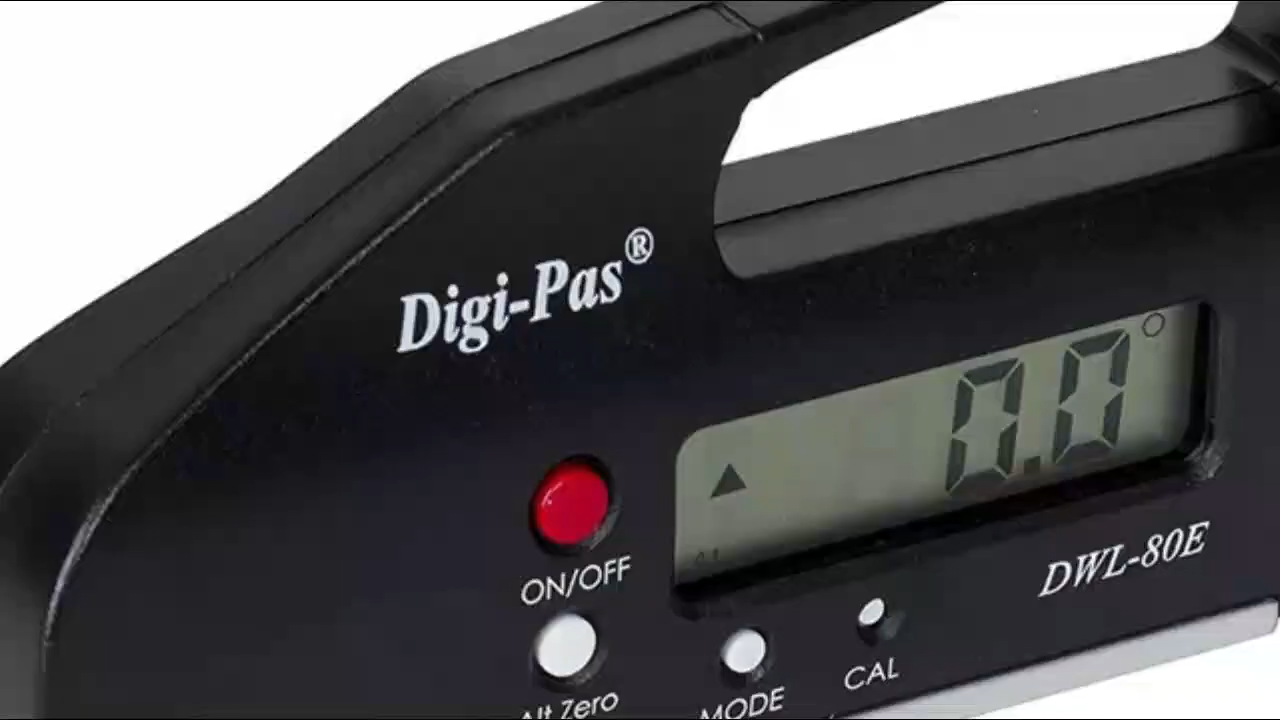 Digi-Pas®
0.0°
ON/OFF
DWL-80E
Alt Zero
MODE
CAL